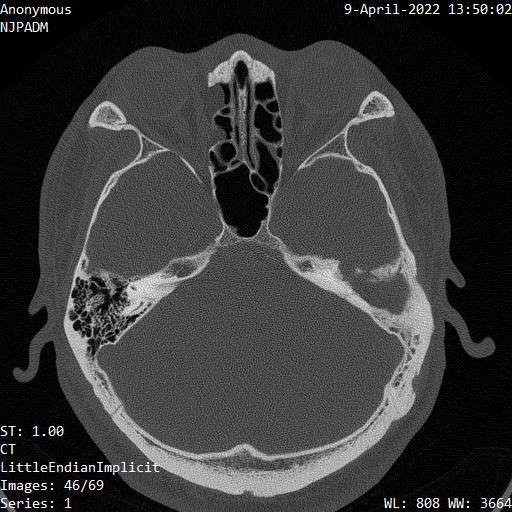 Anonymous
NJPADM
9-April-2022 13:50:02
ST: 1.00
CT
LittleEndianImplicit
Images: 46/69
Series: 1
WL: 808 WW: 3664